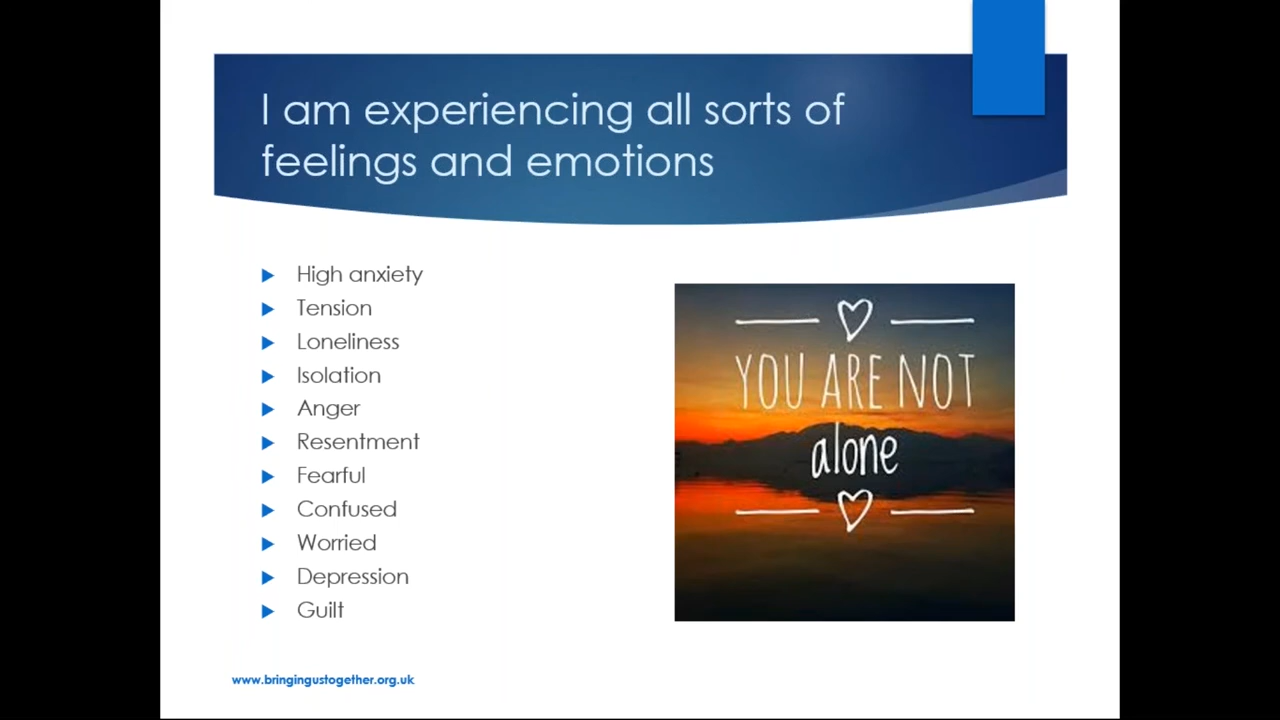 I am experiencing all sorts of
feelings and emotions
High anxiety
Tension
Loneliness
Isolation
Anger
Resentment
Fearful
Confused
Worried
Depression
Guilt
YOU ARE NOT
alone
www.bringingustogether.org.uk